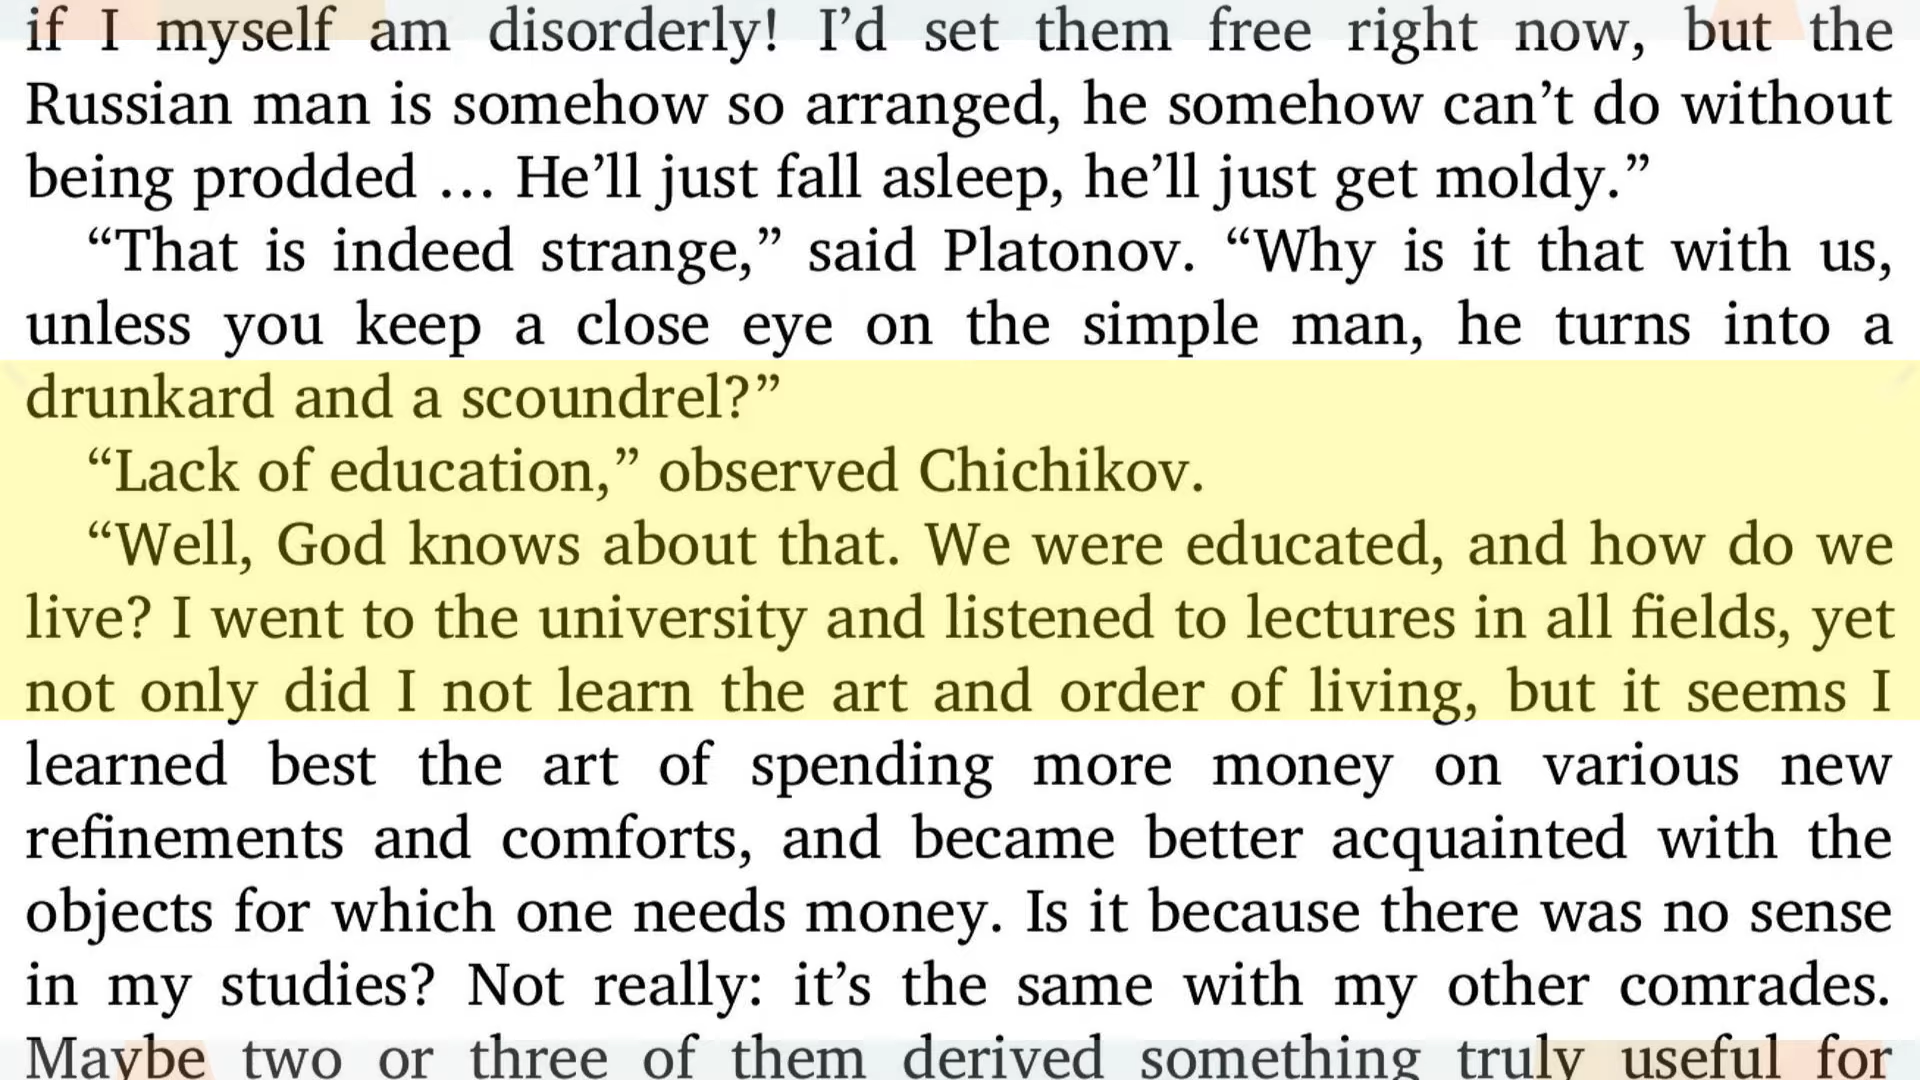 if I myself am disorderly! I’d set them free right now, but the
Russian man is somehow so arranged, he somehow can’t do without
being prodded … He’ll just fall asleep, he’ll just get moldy.”
“That is indeed strange,” said Platonov. “Why is it that with us,
unless you keep a close eye on the simple man, he turns into a
drunkard and a scoundrel?”
“Lack of education,” observed Chichikov.
“Well, God knows about that. We were educated, and how do we
live? I went to the university and listened to lectures in all fields, yet
not only did I not learn the art and order of living, but it seems I
learned best the art of spending more money on various new
refinements and comforts, and became better acquainted with the
objects for which one needs money. Is it because there was no sense
in my studies? Not really: it’s the same with my other comrades.
Maybe two or three of them derived something truly useful for